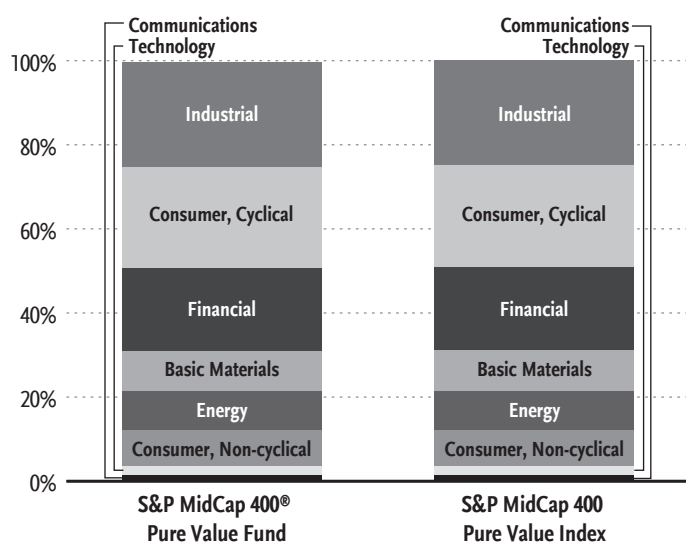 Communications
Technology
Communications
Technology
100%
80%
60%
40%
20%
0%
Industrial
Consumer, Cyclical
Financial
Basic Materials
Energy
Consumer, Non-cyclical
Industrial
Consumer, Cyclical
Financial
Basic Materials
Energy
Consumer, Non-cyclical
S&P MidCap 400®
Pure Value Fund
S&P MidCap 400
Pure Value Index